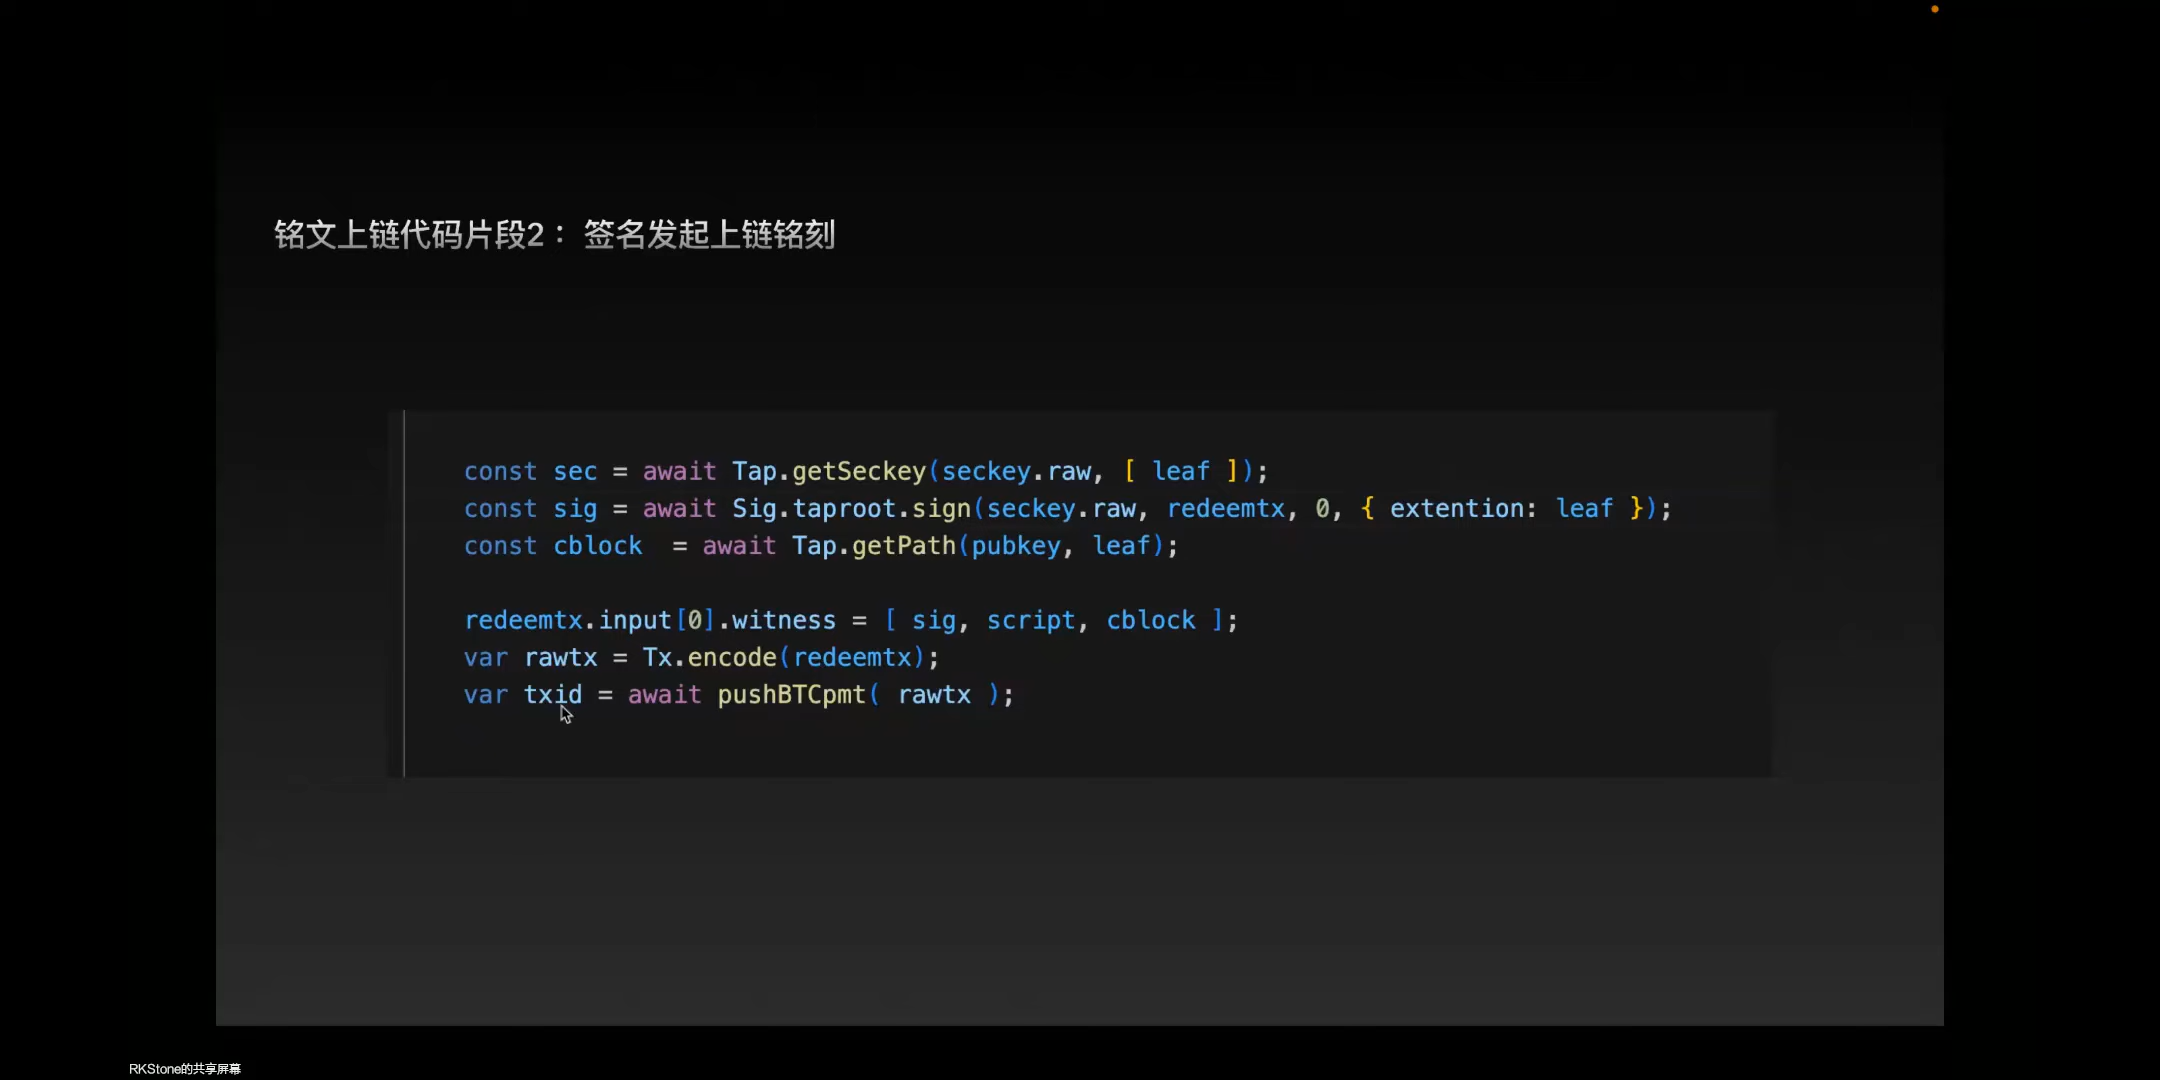 铭文上链代码片段2： 签名发起上链铭刻
const sec = await Tap.getSeckey(seckey.raw, [ leaf ]);
const sig = await Sig.taproot.sign(seckey.raw, redeemtx, 0, { extention: leaf });
const cblock  = await Tap.getPath(pubkey, leaf);
redeemtx.input[0].witness = [ sig, script, cblock ];
var rawtx = Tx.encode(redeemtx);
var txid = await pushBTCpmt( rawtx );
RKStone的共享屏幕